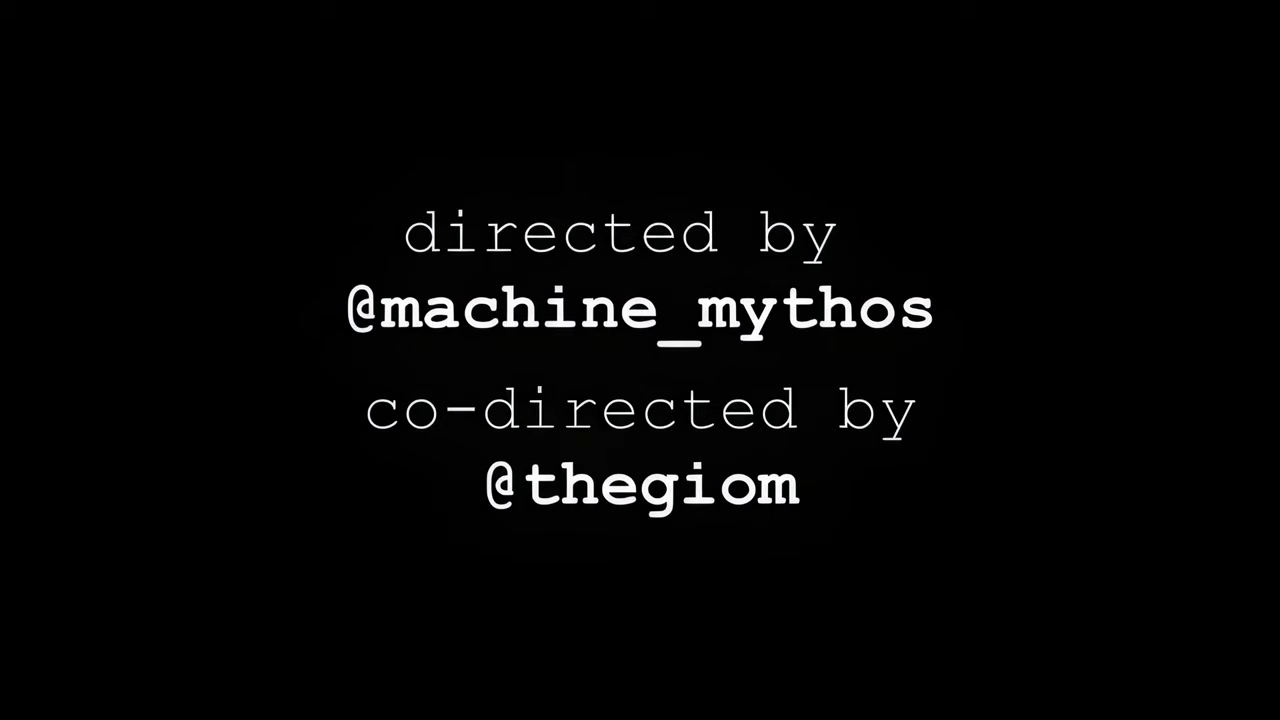 directed by
@machine_mythos
co-directed by
@thegiom